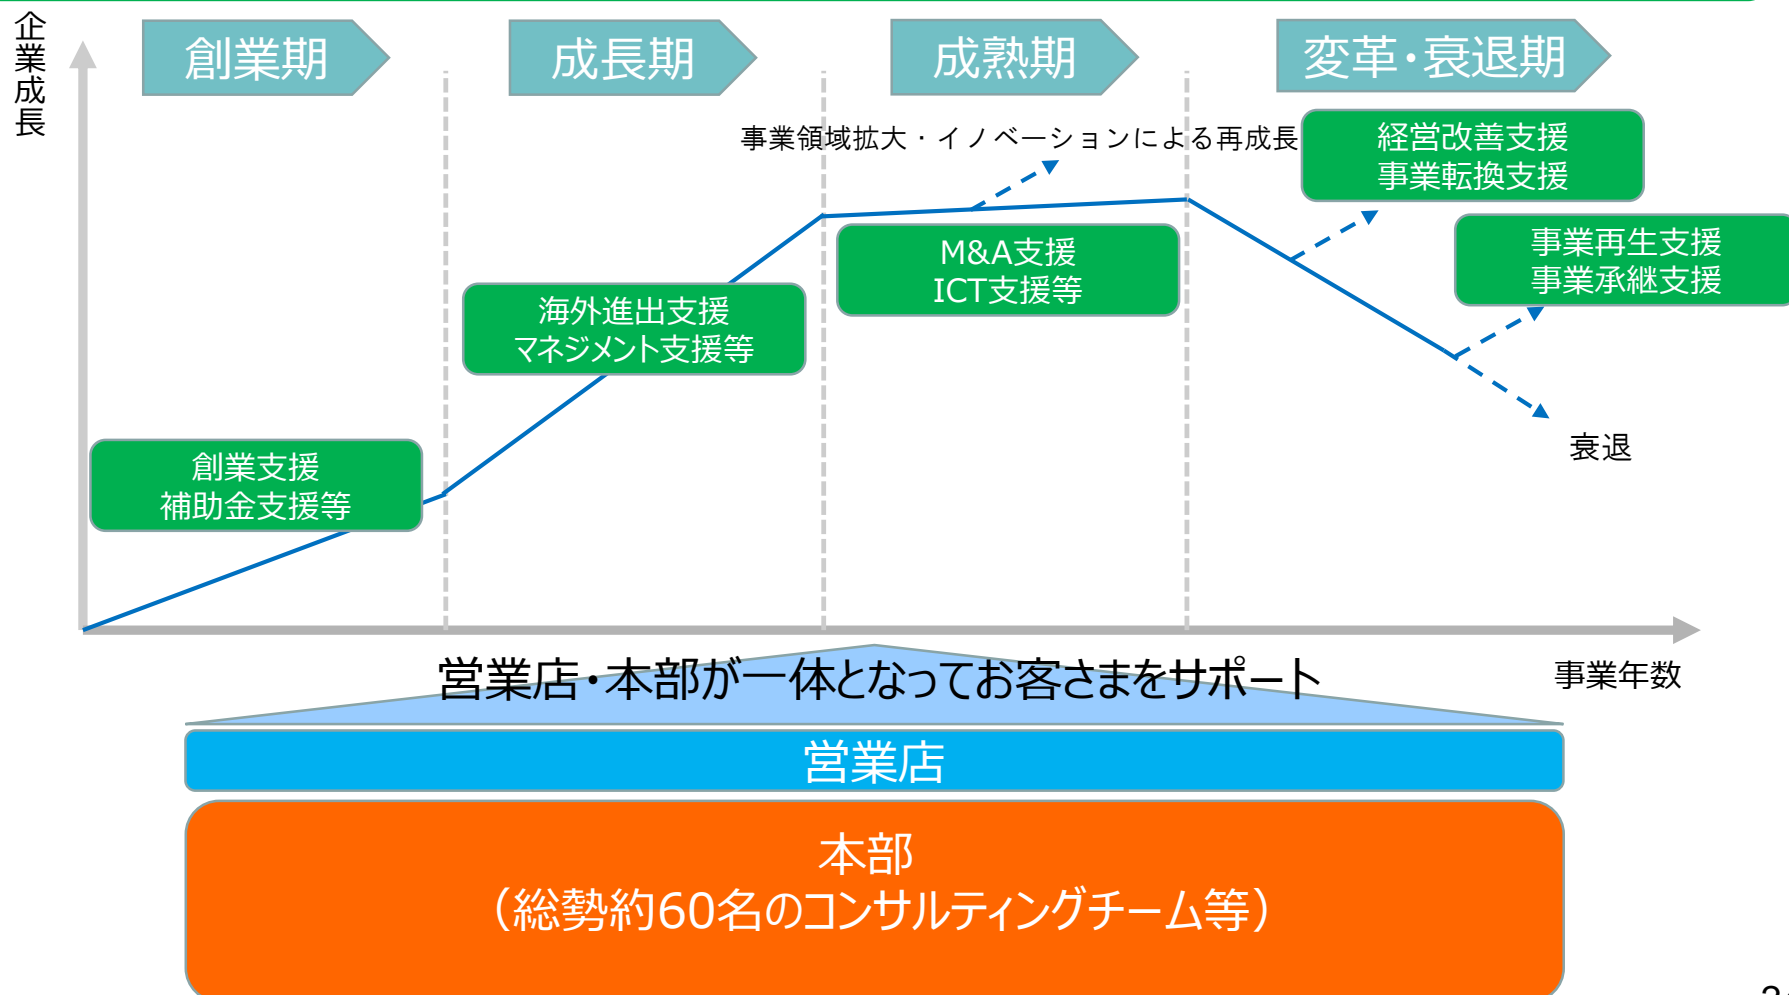 企業成長
創業期
成長期
成熟期
変革・衰退期
事業領域拡大・イノベーションによる再成長
経営改善支援
事業転換支援
事業再生支援
事業承継支援
M&A支援
ICT支援等
海外進出支援
マネジメント支援等
衰退
創業支援
補助金支援等
営業店・本部が一体となってお客さまをサポート
事業年数
営業店
本部
（総勢約60名のコンサルティングチーム等）